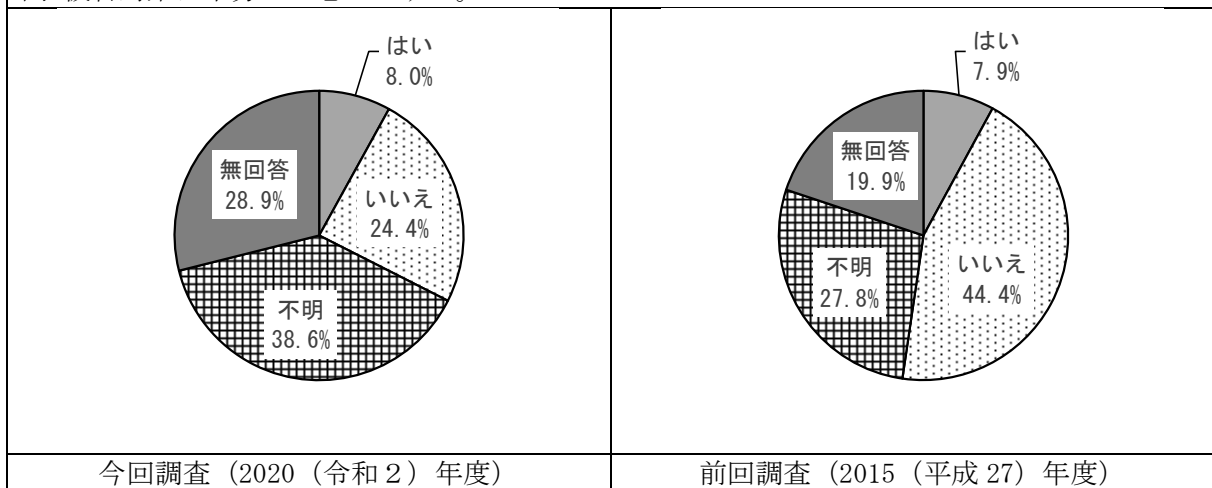 はい
8.0%
無回答
28.9%
いいえ
24.4%
不明
38.6%
はい
7.9%
無回答
19.9%
いいえ
44.4%
不明
27.8%
今回調査（2020（令和２）年度）
前回調査（2015（平成 27）年度）